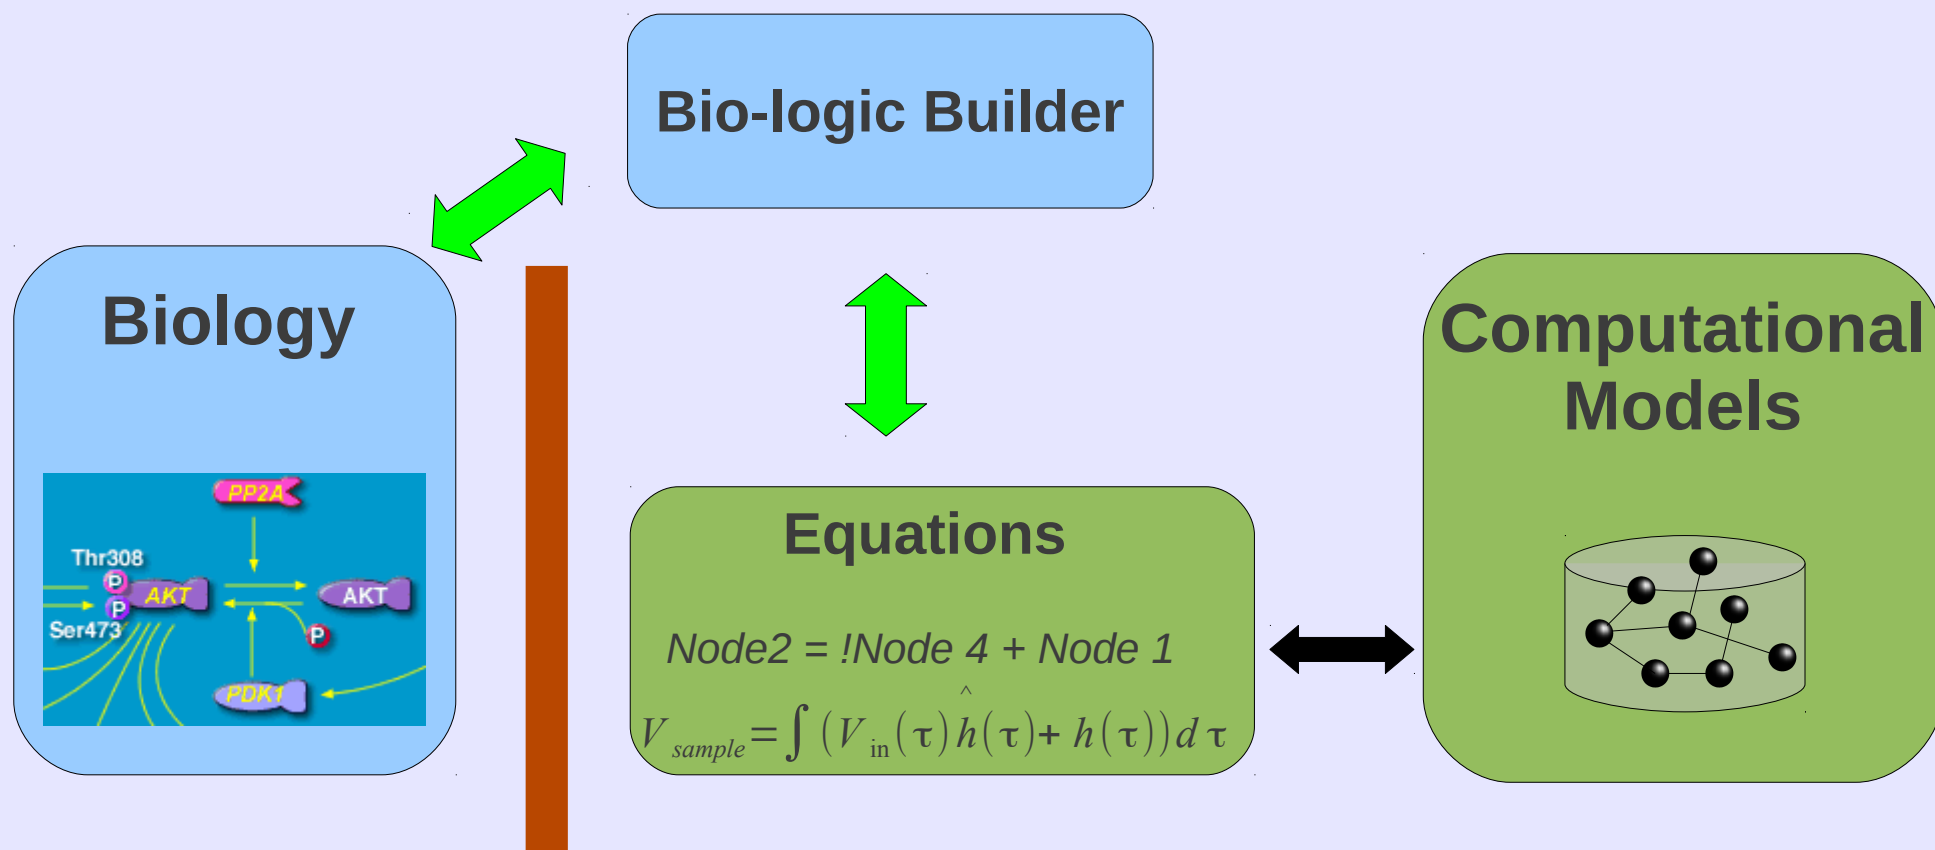 Bio-logic Builder
Biology
PP2A
Thr308
P
AKT
AKT
P
Ser473
P
PDK1
Equations
Node2 = !Node 4 + Node 1
V sample = ∫ (V in (τ) ĥ(τ) + h(τ)) d τ
Computational
Models